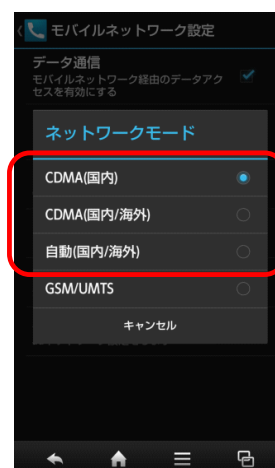 モバイルネットワーク設定
データ通信
モバイルネットワーク経由のデータアク
セスを有効にする
ネットワークモード
CDMA(国内)
CDMA(国内/海外)
自動(国内/海外)
GSM/UMTS
キャンセル